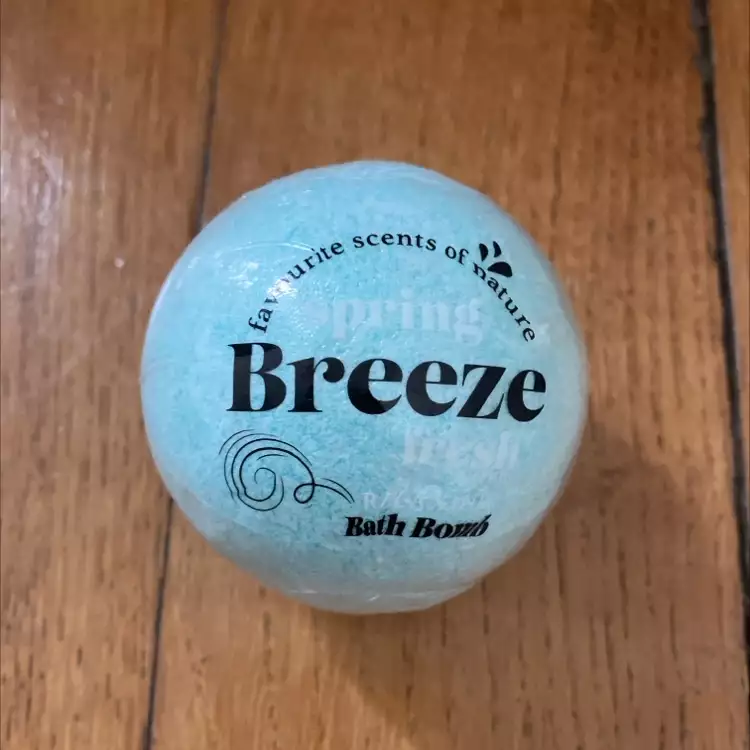 favourite scents of nature
spring
Breeze
fresh
Bath Bomb